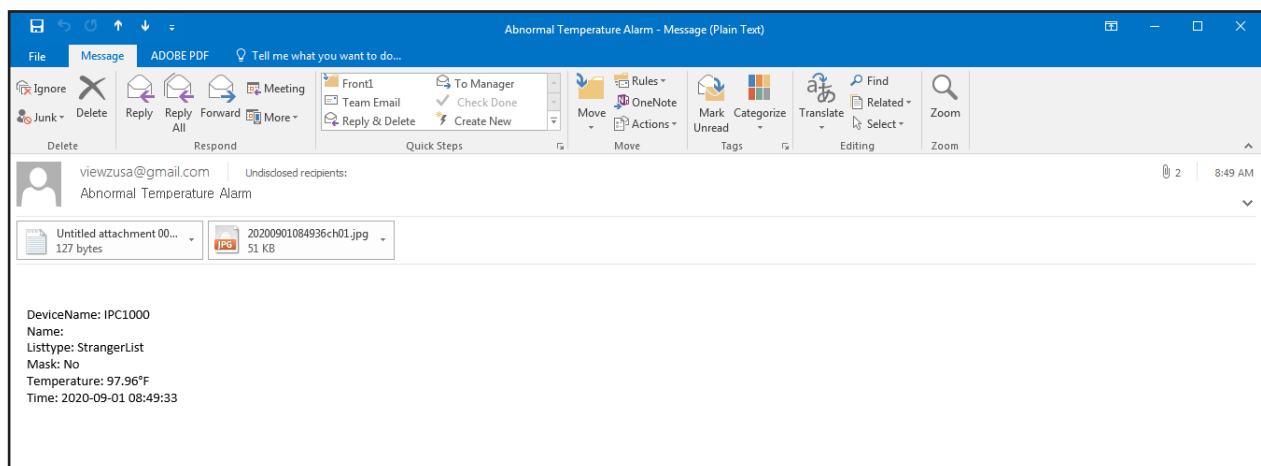 Abnormal Temperature Alarm - Message (Plain Text)
File Message ADOBE PDF Tell me what you want to do...
Ignore
Junk
Delete
Reply
Reply All
Forward
Meeting
More
Delete
Respond
Front1
Team Email
Reply & Delete
To Manager
Check Done
Create New
Quick Steps
Move
Rules
OneNote
Actions
Move
Mark Unread
Categorize
Tags
Translate
Find
Related
Select
Editing
Zoom
Zoom
viewzusa@gmail.com Undisclosed recipients:
Abnormal Temperature Alarm
2 8:49 AM
Untitled attachment 00...
127 bytes
JPG
20200901084936ch01.jpg
51 KB
DeviceName: IPC1000
Name:
Listtype: StrangerList
Mask: No
Temperature: 97.96°F
Time: 2020-09-01 08:49:33